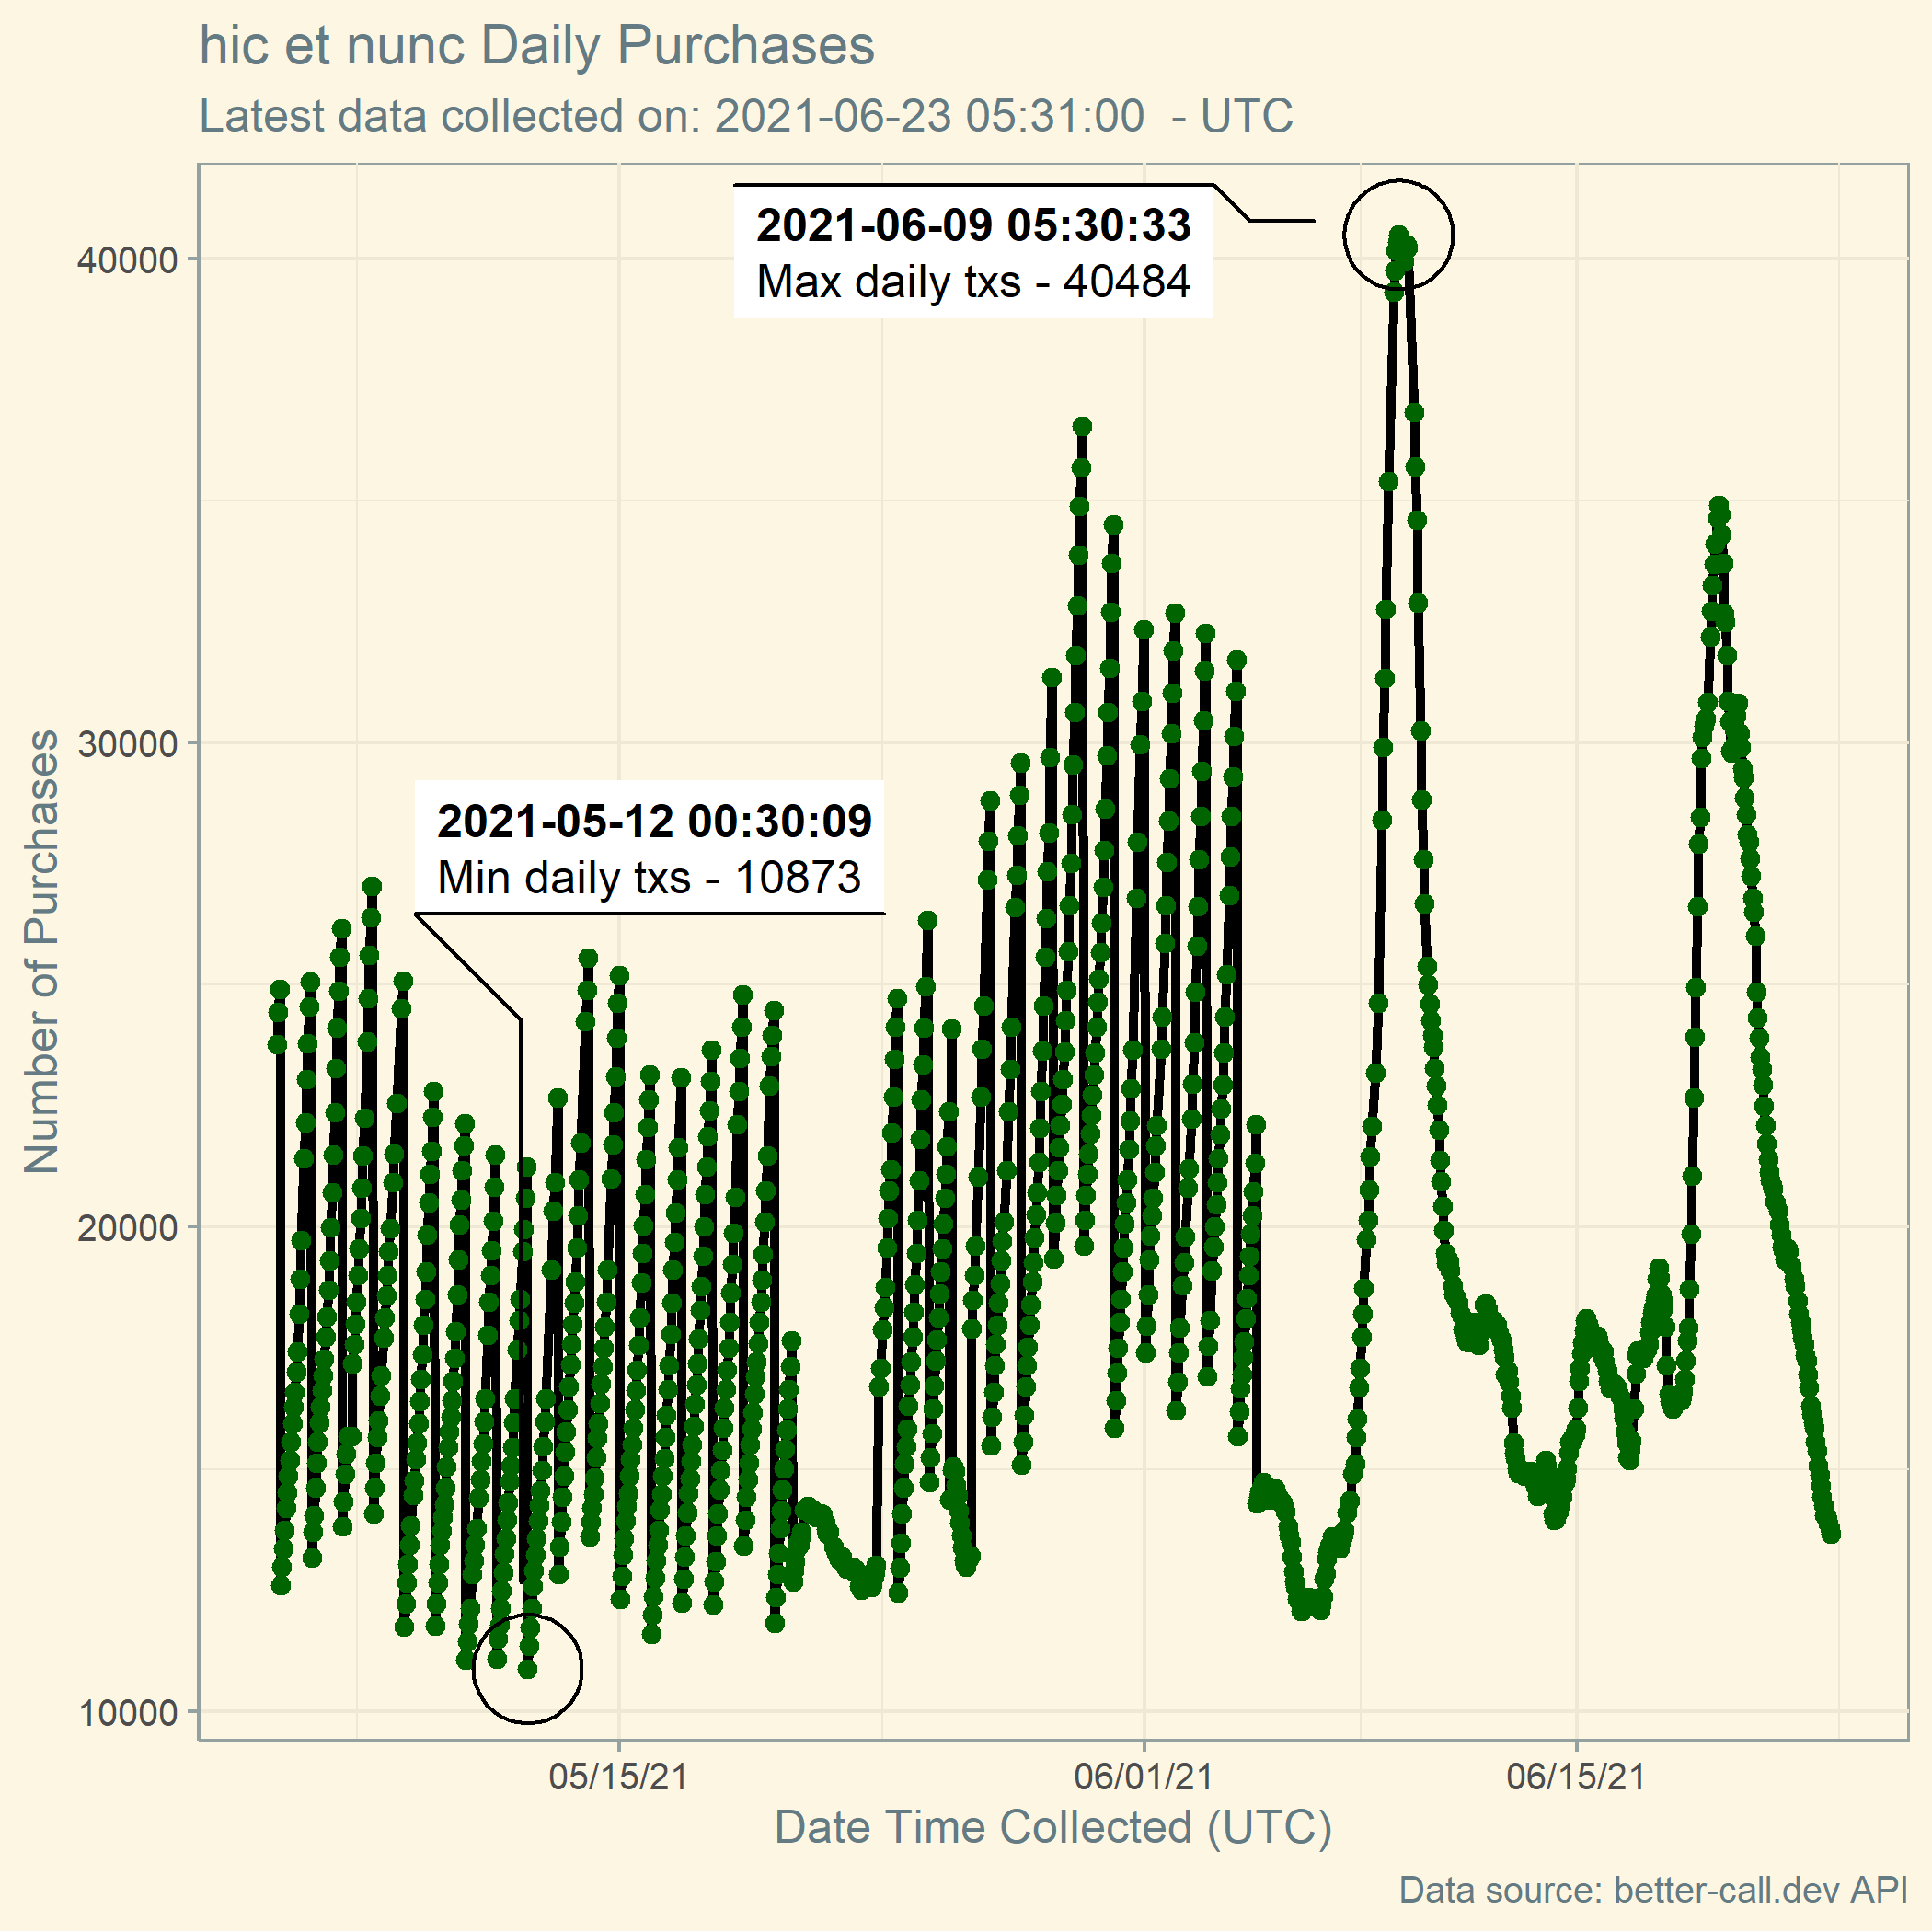 hic et nunc Daily Purchases
Latest data collected on: 2021-06-23 05:31:00  - UTC
2021-06-09 05:30:33
Max daily txs - 40484
2021-05-12 00:30:09
Min daily txs - 10873
Number of Purchases
40000
30000
20000
10000
05/15/21
06/01/21
06/15/21
Date Time Collected (UTC)
Data source: better-call.dev API